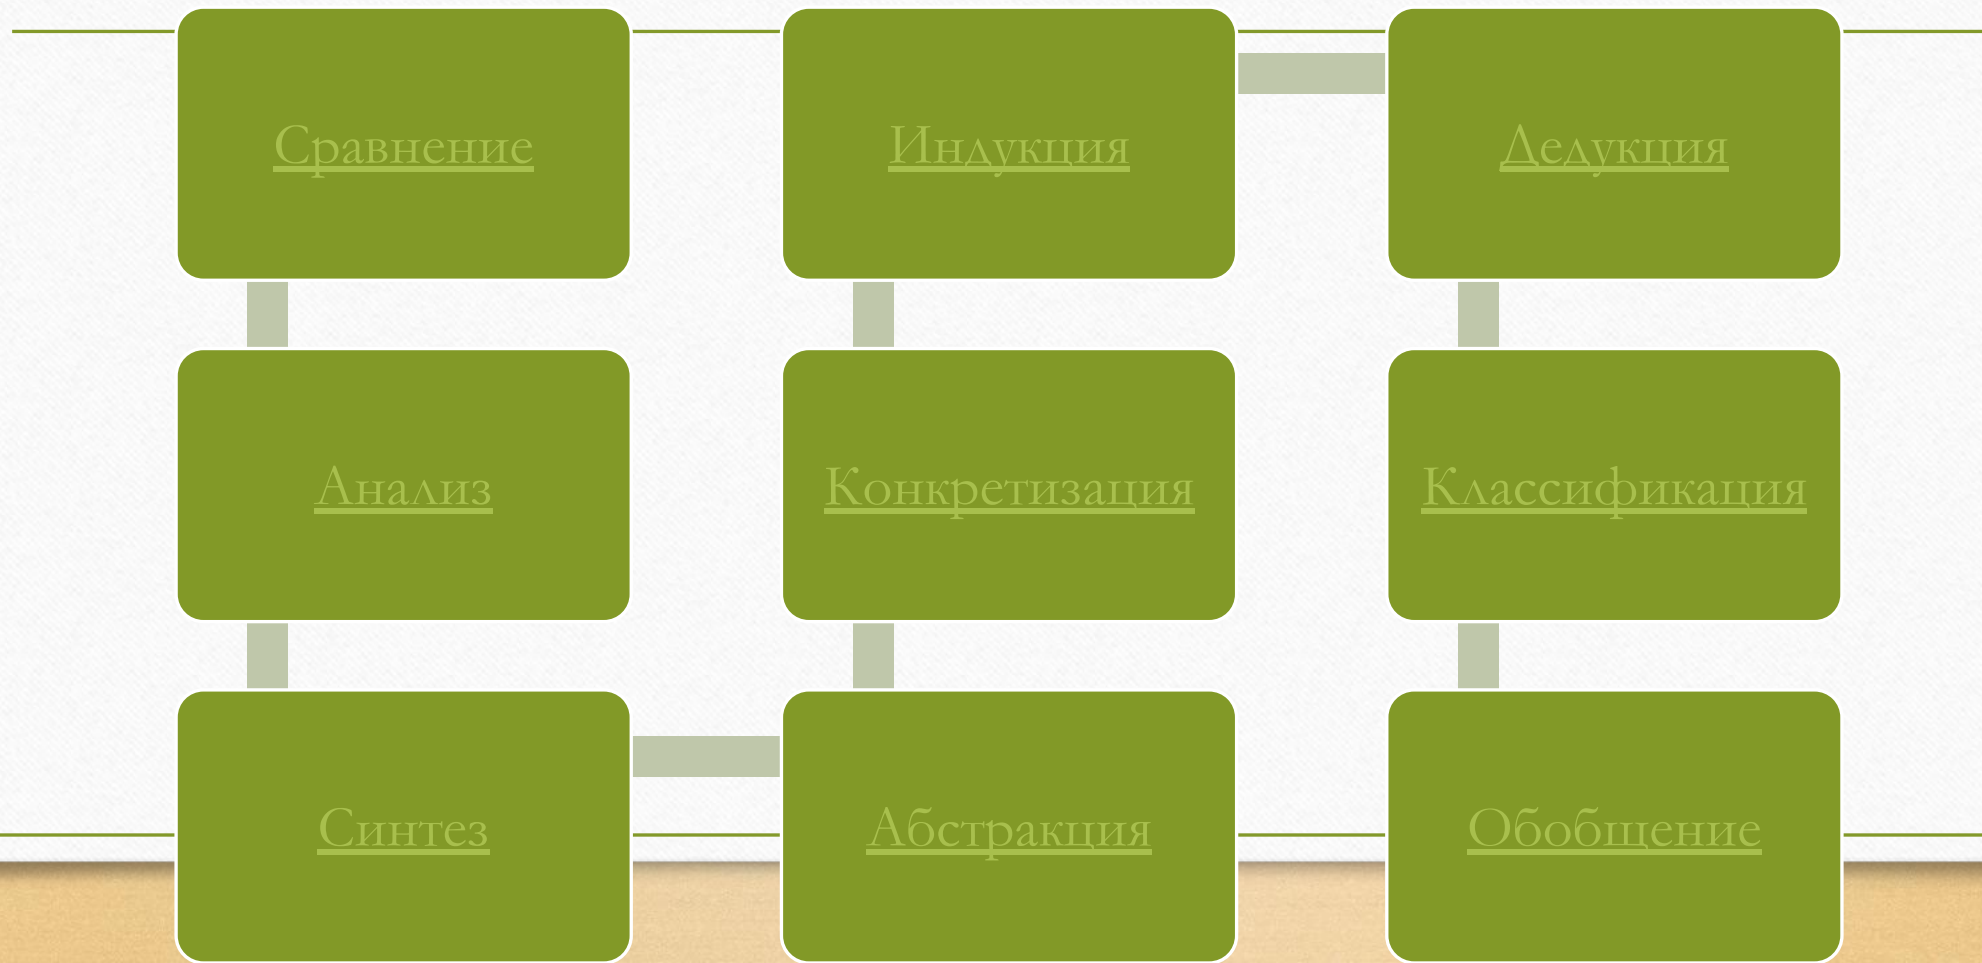 Сравнение
Анализ
Синтез
Абстракция
Конкретизация
Индукция
Дедукция
Классификация
Обобщение